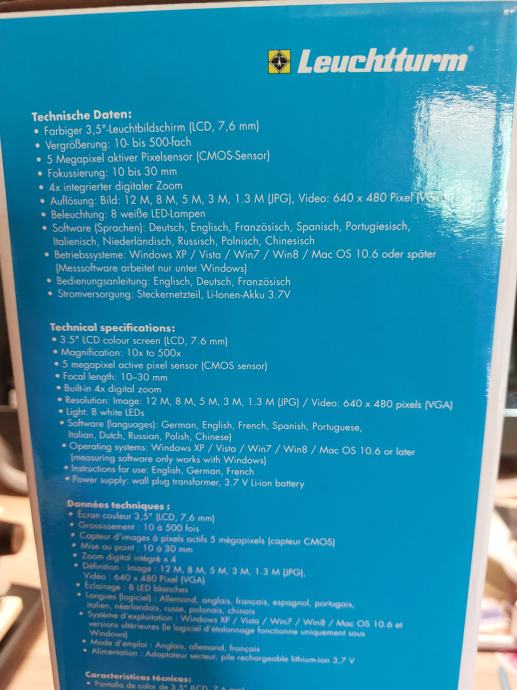 Leuchtturm
Technische Daten:
• Farbiger 3,5"-Leuchtbildschirm (LCD, 7,6 mm)
• Vergrößerung: 10- bis 500-fach
• 5 Megapixel aktiver Pixelsensor (CMOS-Sensor)
• Fokussierung: 10 bis 30 mm
• 4x integrierter digitaler Zoom
• Auflösung: Bild: 12 M, 8 M, 5 M, 3 M, 1.3 M (JPG), Video: 640 x 480 Pixel (VGA)
• Beleuchtung: 8 weiße LED-Lampen
• Software (Sprachen): Deutsch, Englisch, Französisch, Spanisch, Portugiesisch,
Italienisch, Niederländisch, Russisch, Polnisch, Chinesisch
• Betriebssysteme: Windows XP / Vista / Win7 / Win8 / Mac OS 10.6 oder später
(Messsoftware arbeitet nur unter Windows)
• Bedienungsanleitung: Englisch, Deutsch, Französisch
• Stromversorgung: Steckernetzteil, Li-Ionen-Akku 3.7V
Technical specifications:
• 3.5" LCD colour screen (LCD, 7.6 mm)
• Magnification: 10x to 500x
• 5 megapixel active pixel sensor (CMOS sensor)
• Focal length: 10–30 mm
• Built-in 4x digital zoom
• Resolution: Image: 12 M, 8 M, 5 M, 3 M, 1.3 M (JPG) / Video: 640 x 480 pixels (VGA)
• Light: 8 white LEDs
• Software (languages): German, English, French, Spanish, Portuguese,
Italian, Dutch, Russian, Polish, Chinese)
• Operating systems: Windows XP / Vista / Win7 / Win8 / Mac OS 10.6 or later
(measuring software only works with Windows)
• Instructions for use: English, German, French
• Power supply: wall plug transformer, 3.7 V Li-ion battery
Données techniques :
• Écran couleur 3,5" (LCD, 7,6 mm)
• Grossissement : 10 à 500 fois
• Capteur d'images à pixels actifs 5 mégapixels (capteur CMOS)
• Mise au point : 10 à 30 mm
• Zoom digital intégré x 4
• Définition : Image : 12 M, 8 M, 5 M, 3 M, 1.3 M (JPG),
Vidéo : 640 x 480 Pixel (VGA)
• Éclairage : 8 LED blanches
• Langues (logiciel) : Allemand, anglais, français, espagnol, portugais,
italien, néerlandais, russe, polonais, chinois
• Système d'exploitation : Windows XP / Vista / Win7 / Win8 / Mac OS 10.6 et
versions ultérieures (le logiciel d'étalonnage fonctionne uniquement sous
Windows)
• Mode d'emploi : Anglais, allemand, français
• Alimentation : Adaptateur secteur, pile rechargeable lithium-ion 3,7 V
Características técnicas:
• Pantalla de color de 3,5" (LCD, 7,6 mm)